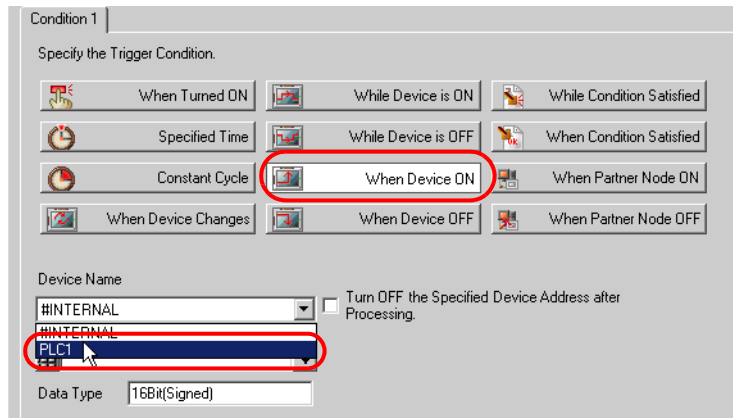 Condition 1
Specify the Trigger Condition.
When Turned ON While Device is ON While Condition Satisfied
Specified Time While Device is OFF When Condition Satisfied
Constant Cycle When Device ON When Partner Node ON
When Device Changes When Device OFF When Partner Node OFF
Device Name
#INTERNAL Turn OFF the Specified Device Address after
Processing.
#INTERNAL
PLC1
Data Type 16Bit(Signed)